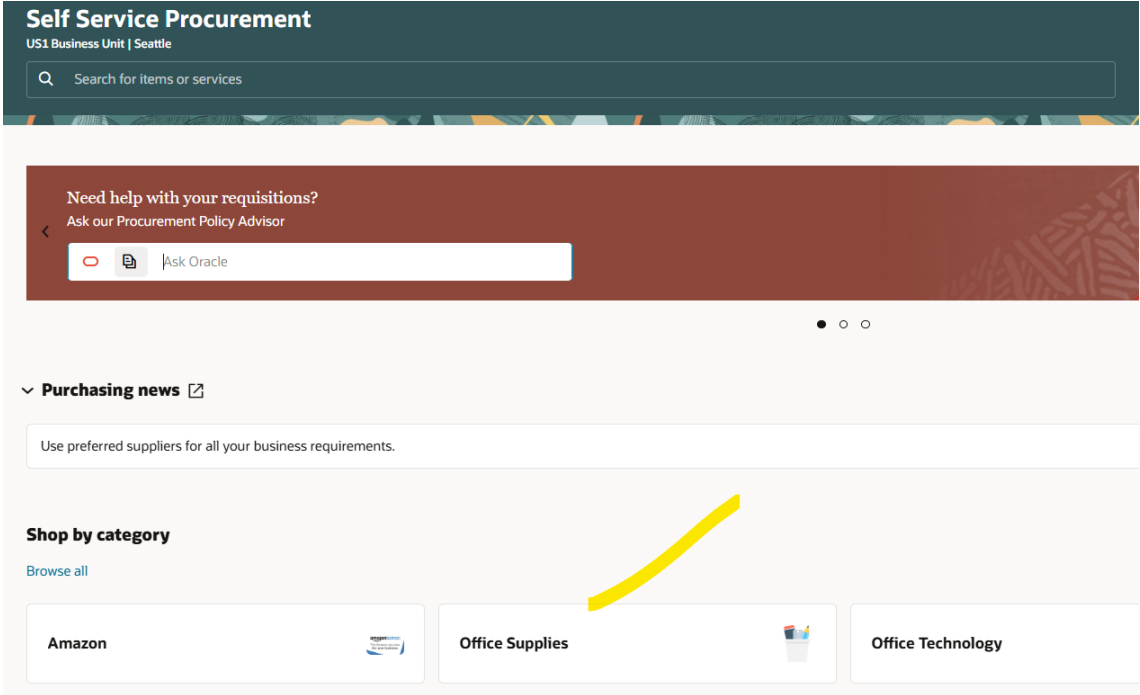 Self Service Procurement
US1 Business Unit | Seattle
Search for items or services
Need help with your requisitions?
Ask our Procurement Policy Advisor
Ask Oracle
Purchasing news
Use preferred suppliers for all your business requirements.
Shop by category
Browse all
Amazon
Office Supplies
Office Technology